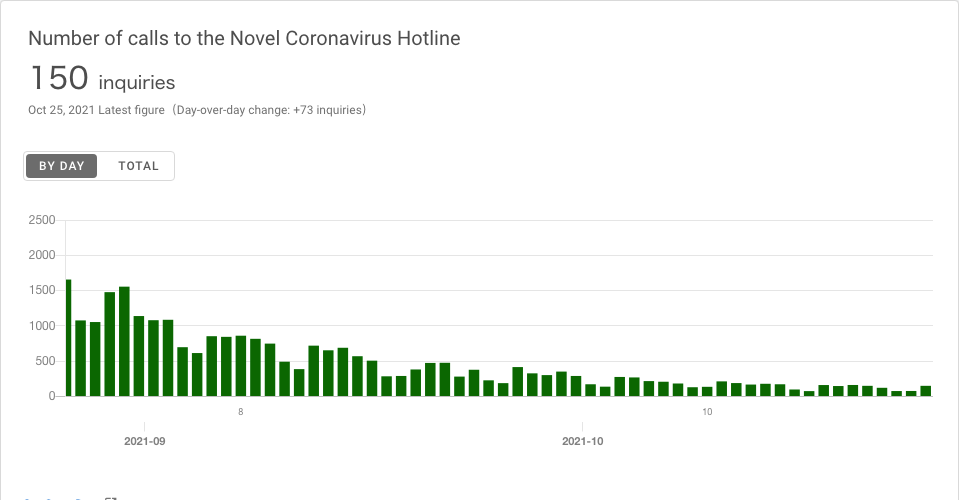 Number of calls to the Novel Coronavirus Hotline
150 inquiries
Oct 25, 2021 Latest figure（Day-over-day change: +73 inquiries）
BY DAY TOTAL
2500
2000
1500
1000
500
0
8 10
2021-09 2021-10